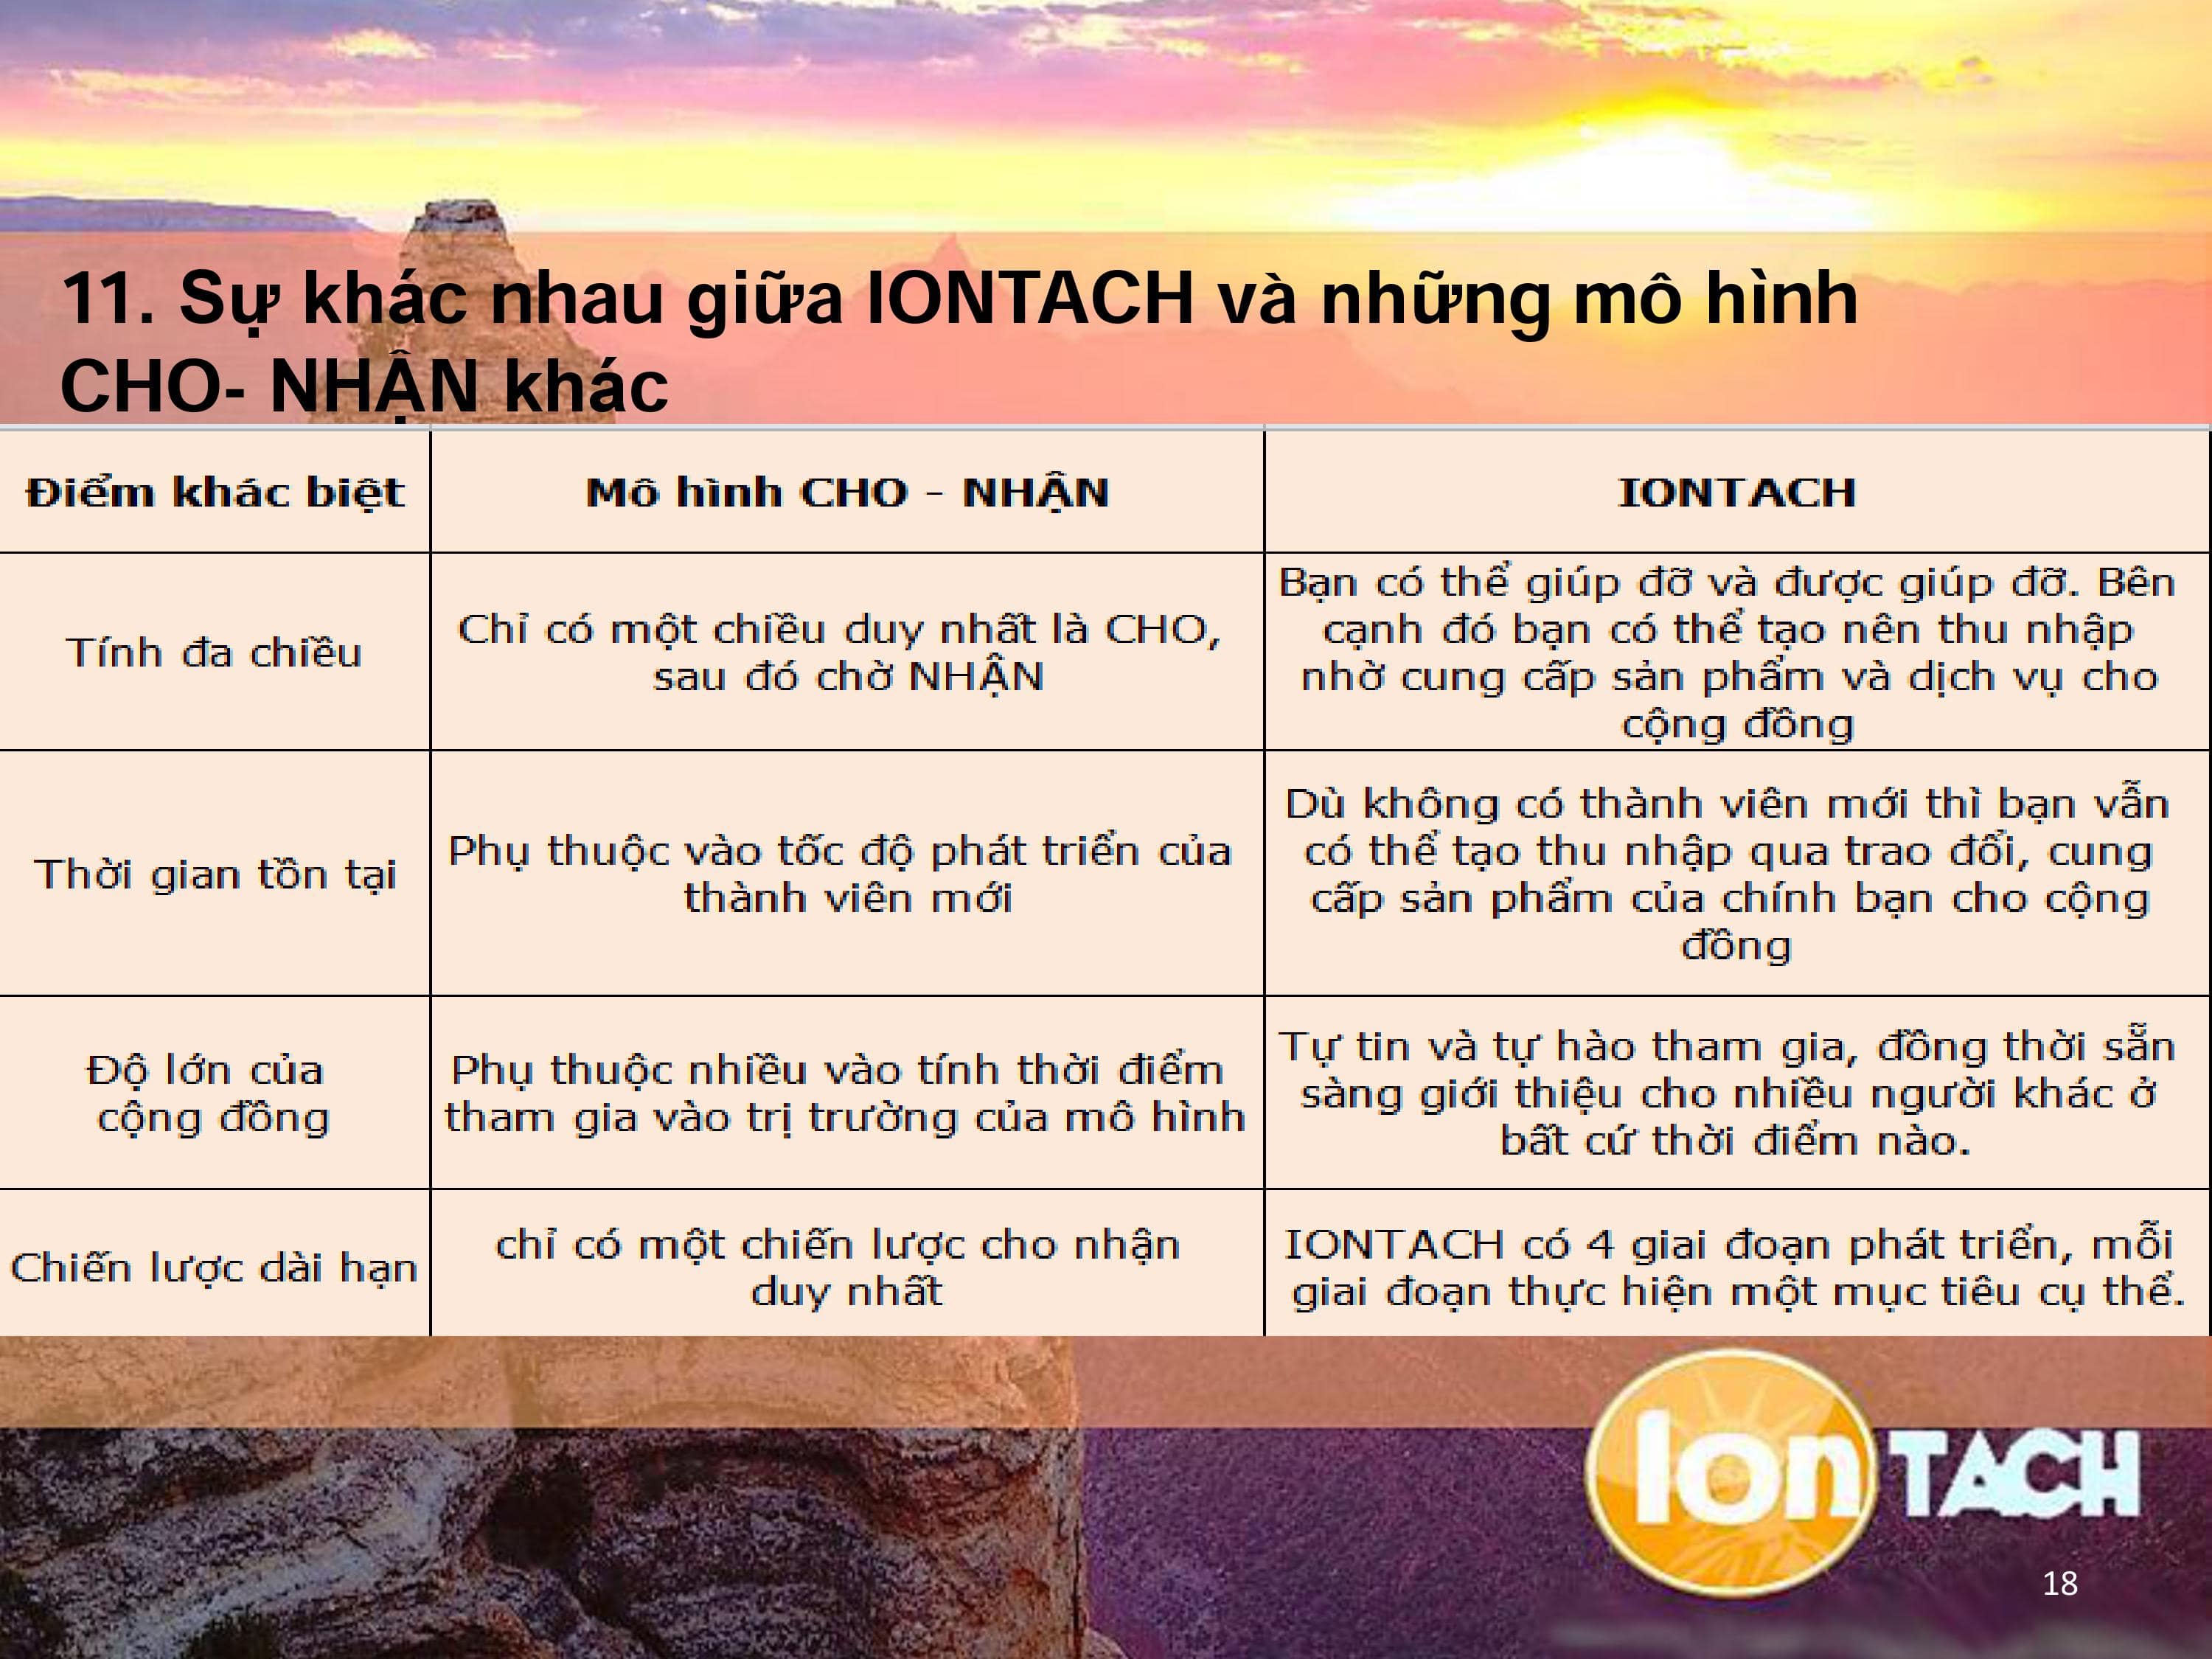 11. Sự khác nhau giữa IONTACH và những mô hình
CHO- NHẬN khác
Điểm khác biệt
Mô hình CHO - NHẬN
IONTACH
Tính đa chiều
Chỉ có một chiều duy nhất là CHO,
sau đó chờ NHẬN
Bạn có thể giúp đỡ và được giúp đỡ. Bên
cạnh đó bạn có thể tạo nên thu nhập
nhờ cung cấp sản phẩm và dịch vụ cho
cộng đồng
Thời gian tồn tại
Phụ thuộc vào tốc độ phát triển của
thành viên mới
Dù không có thành viên mới thì bạn vẫn
có thể tạo thu nhập qua trao đổi, cung
cấp sản phẩm của chính bạn cho cộng
đồng
Độ lớn của
cộng đồng
Phụ thuộc nhiều vào tính thời điểm
tham gia vào trị trường của mô hình
Tự tin và tự hào tham gia, đồng thời sẵn
sàng giới thiệu cho nhiều người khác ở
bất cứ thời điểm nào.
Chiến lược dài hạn
chỉ có một chiến lược cho nhận
duy nhất
IONTACH có 4 giai đoạn phát triển, mỗi
giai đoạn thực hiện một mục tiêu cụ thể.
Ion TACH
18